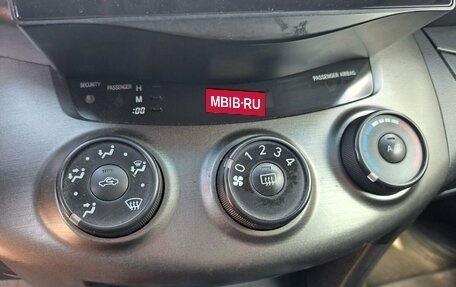 SECURITY PASSENGER H
M
:00
MBIB-RU
PASSENGER AIRBAG
0 1 2 3 4
A